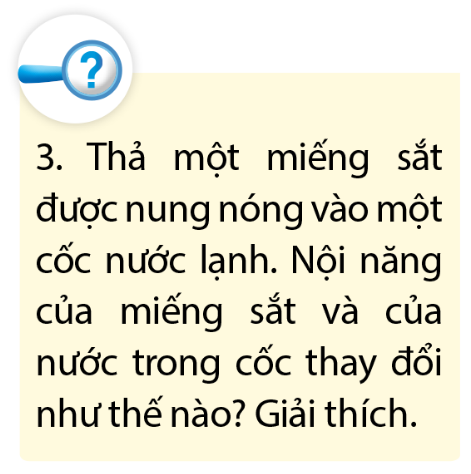 ?
3. Thả một miếng sắt
được nung nóng vào một
cốc nước lạnh. Nội năng
của miếng sắt và của
nước trong cốc thay đổi
như thế nào? Giải thích.